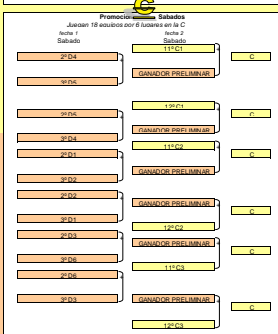 Promocio Sabados
Juegan 18 equipos por 6 lugares en la C
fecha 1 fecha 2
Sabado Sabado
11º C1
2º D4 C
GANADOR PRELIMINAR
3º D5
12º C1
2º D5 C
GANADOR PRELIMINAR
3º D4
11º C2
2º D1 C
GANADOR PRELIMINAR
3º D2
2º D2
GANADOR PRELIMINAR
C
3º D1
12º C2
2º D3
GANADOR PRELIMINAR
C
3º D6
11º C3
2º D6
3º D3 GANADOR PRELIMINAR
C
12º C3